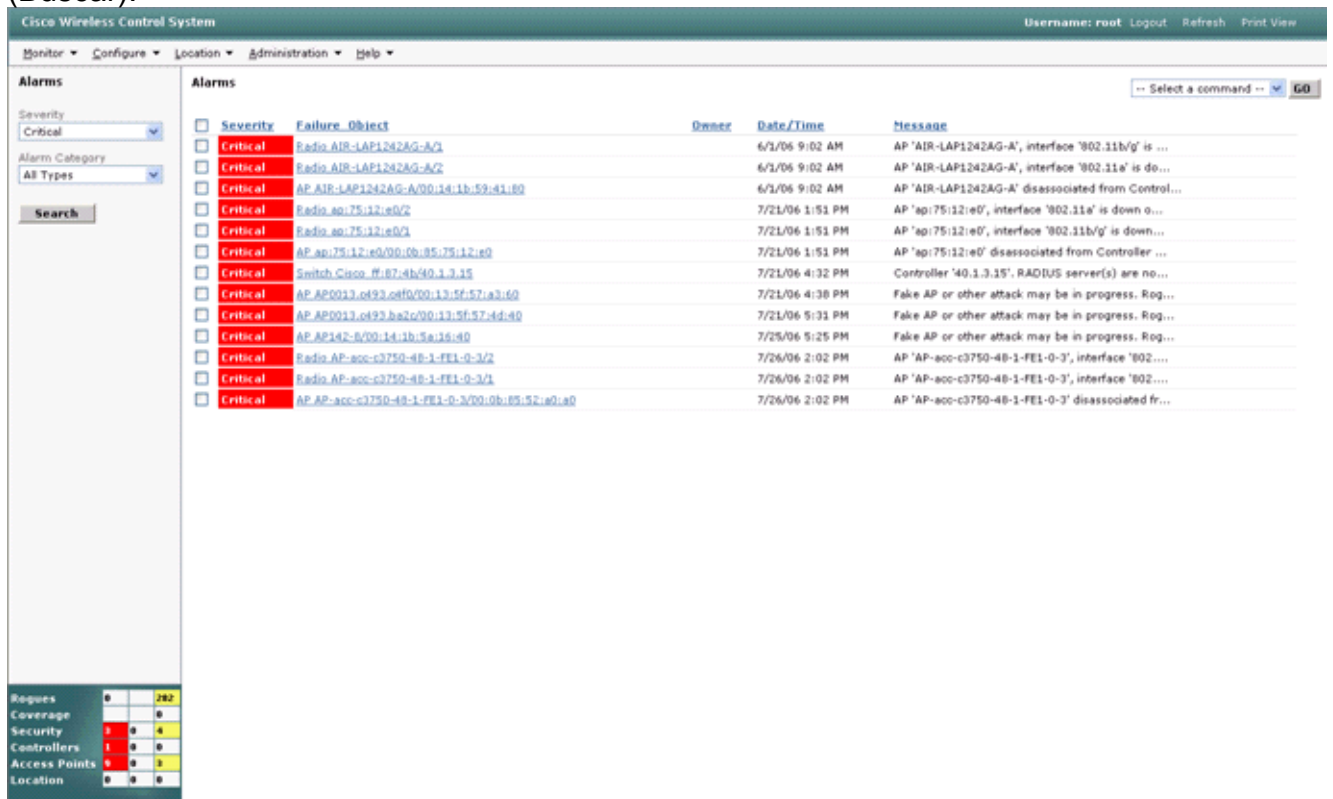 (Buscar).
Cisco Wireless Control System
Username: root Logout Refresh Print View
Monitor Configure Location Administration Help
Alarms
Severity
Critical
Alarm Category
All Types
Search
Alarms
-- Select a command -- GO
Severity Failure Object Owner Date/Time Message
Critical Radio AIR-LAP1242AG-A/1 6/1/06 9:02 AM AP 'AIR-LAP1242AG-A', interface '802.11b/g' is ...
Critical Radio AIR-LAP1242AG-A/2 6/1/06 9:02 AM AP 'AIR-LAP1242AG-A', interface '802.11a' is do...
Critical AP AIR-LAP1242AG-A/00:14:1b:59:41:80 6/1/06 9:02 AM AP 'AIR-LAP1242AG-A' disassociated from Control...
Critical Radio ap:75:12:e0/2 7/21/06 1:51 PM AP 'ap:75:12:e0', interface '802.11a' is down o...
Critical Radio ap:75:12:e0/1 7/21/06 1:51 PM AP 'ap:75:12:e0', interface '802.11b/g' is down...
Critical AP ap:75:12:e0/00:0b:85:75:12:e0 7/21/06 1:51 PM AP 'ap:75:12:e0' disassociated from Controller ...
Critical Switch Cisco_ff:87:4b/40.1.3.15 7/21/06 4:32 PM Controller '40.1.3.15'. RADIUS server(s) are no...
Critical AP AP0013.c493.c4f0/00:13:5f:57:a3:60 7/21/06 4:38 PM Fake AP or other attack may be in progress. Rog...
Critical AP AP0013.c493.ba2c/00:13:5f:57:4d:40 7/21/06 5:31 PM Fake AP or other attack may be in progress. Rog...
Critical AP AP142-8/00:14:1b:5a:16:40 7/25/06 5:25 PM Fake AP or other attack may be in progress. Rog...
Critical Radio AP-acc-c3750-48-1-FE1-0-3/2 7/26/06 2:02 PM AP 'AP-acc-c3750-48-1-FE1-0-3', interface '802....
Critical Radio AP-acc-c3750-48-1-FE1-0-3/1 7/26/06 2:02 PM AP 'AP-acc-c3750-48-1-FE1-0-3', interface '802....
Critical AP AP-acc-c3750-48-1-FE1-0-3/00:0b:85:52:a0:a0 7/26/06 2:02 PM AP 'AP-acc-c3750-48-1-FE1-0-3' disassociated fr...
Rogues 0 282
Coverage 0
Security 3 0 4
Controllers 1 0 0
Access Points 9 0 3
Location 0 0 0